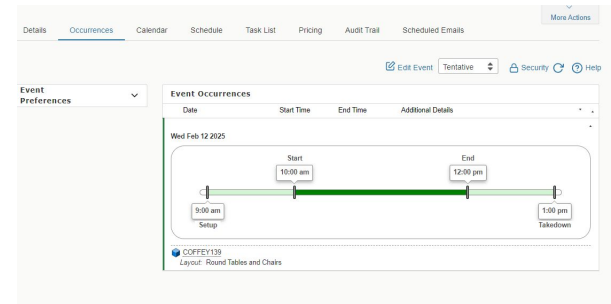 More Actions
Details Occurrences Calendar Schedule Task List Pricing Audit Trail Scheduled Emails
Edit Event Tentative Security Help
Event Preferences
Event Occurrences
Date Start Time End Time Additional Details
Wed Feb 12 2025
Start End
10:00 am 12:00 pm
9:00 am 1:00 pm
Setup Takedown
COFFEY139
Layout: Round Tables and Chairs